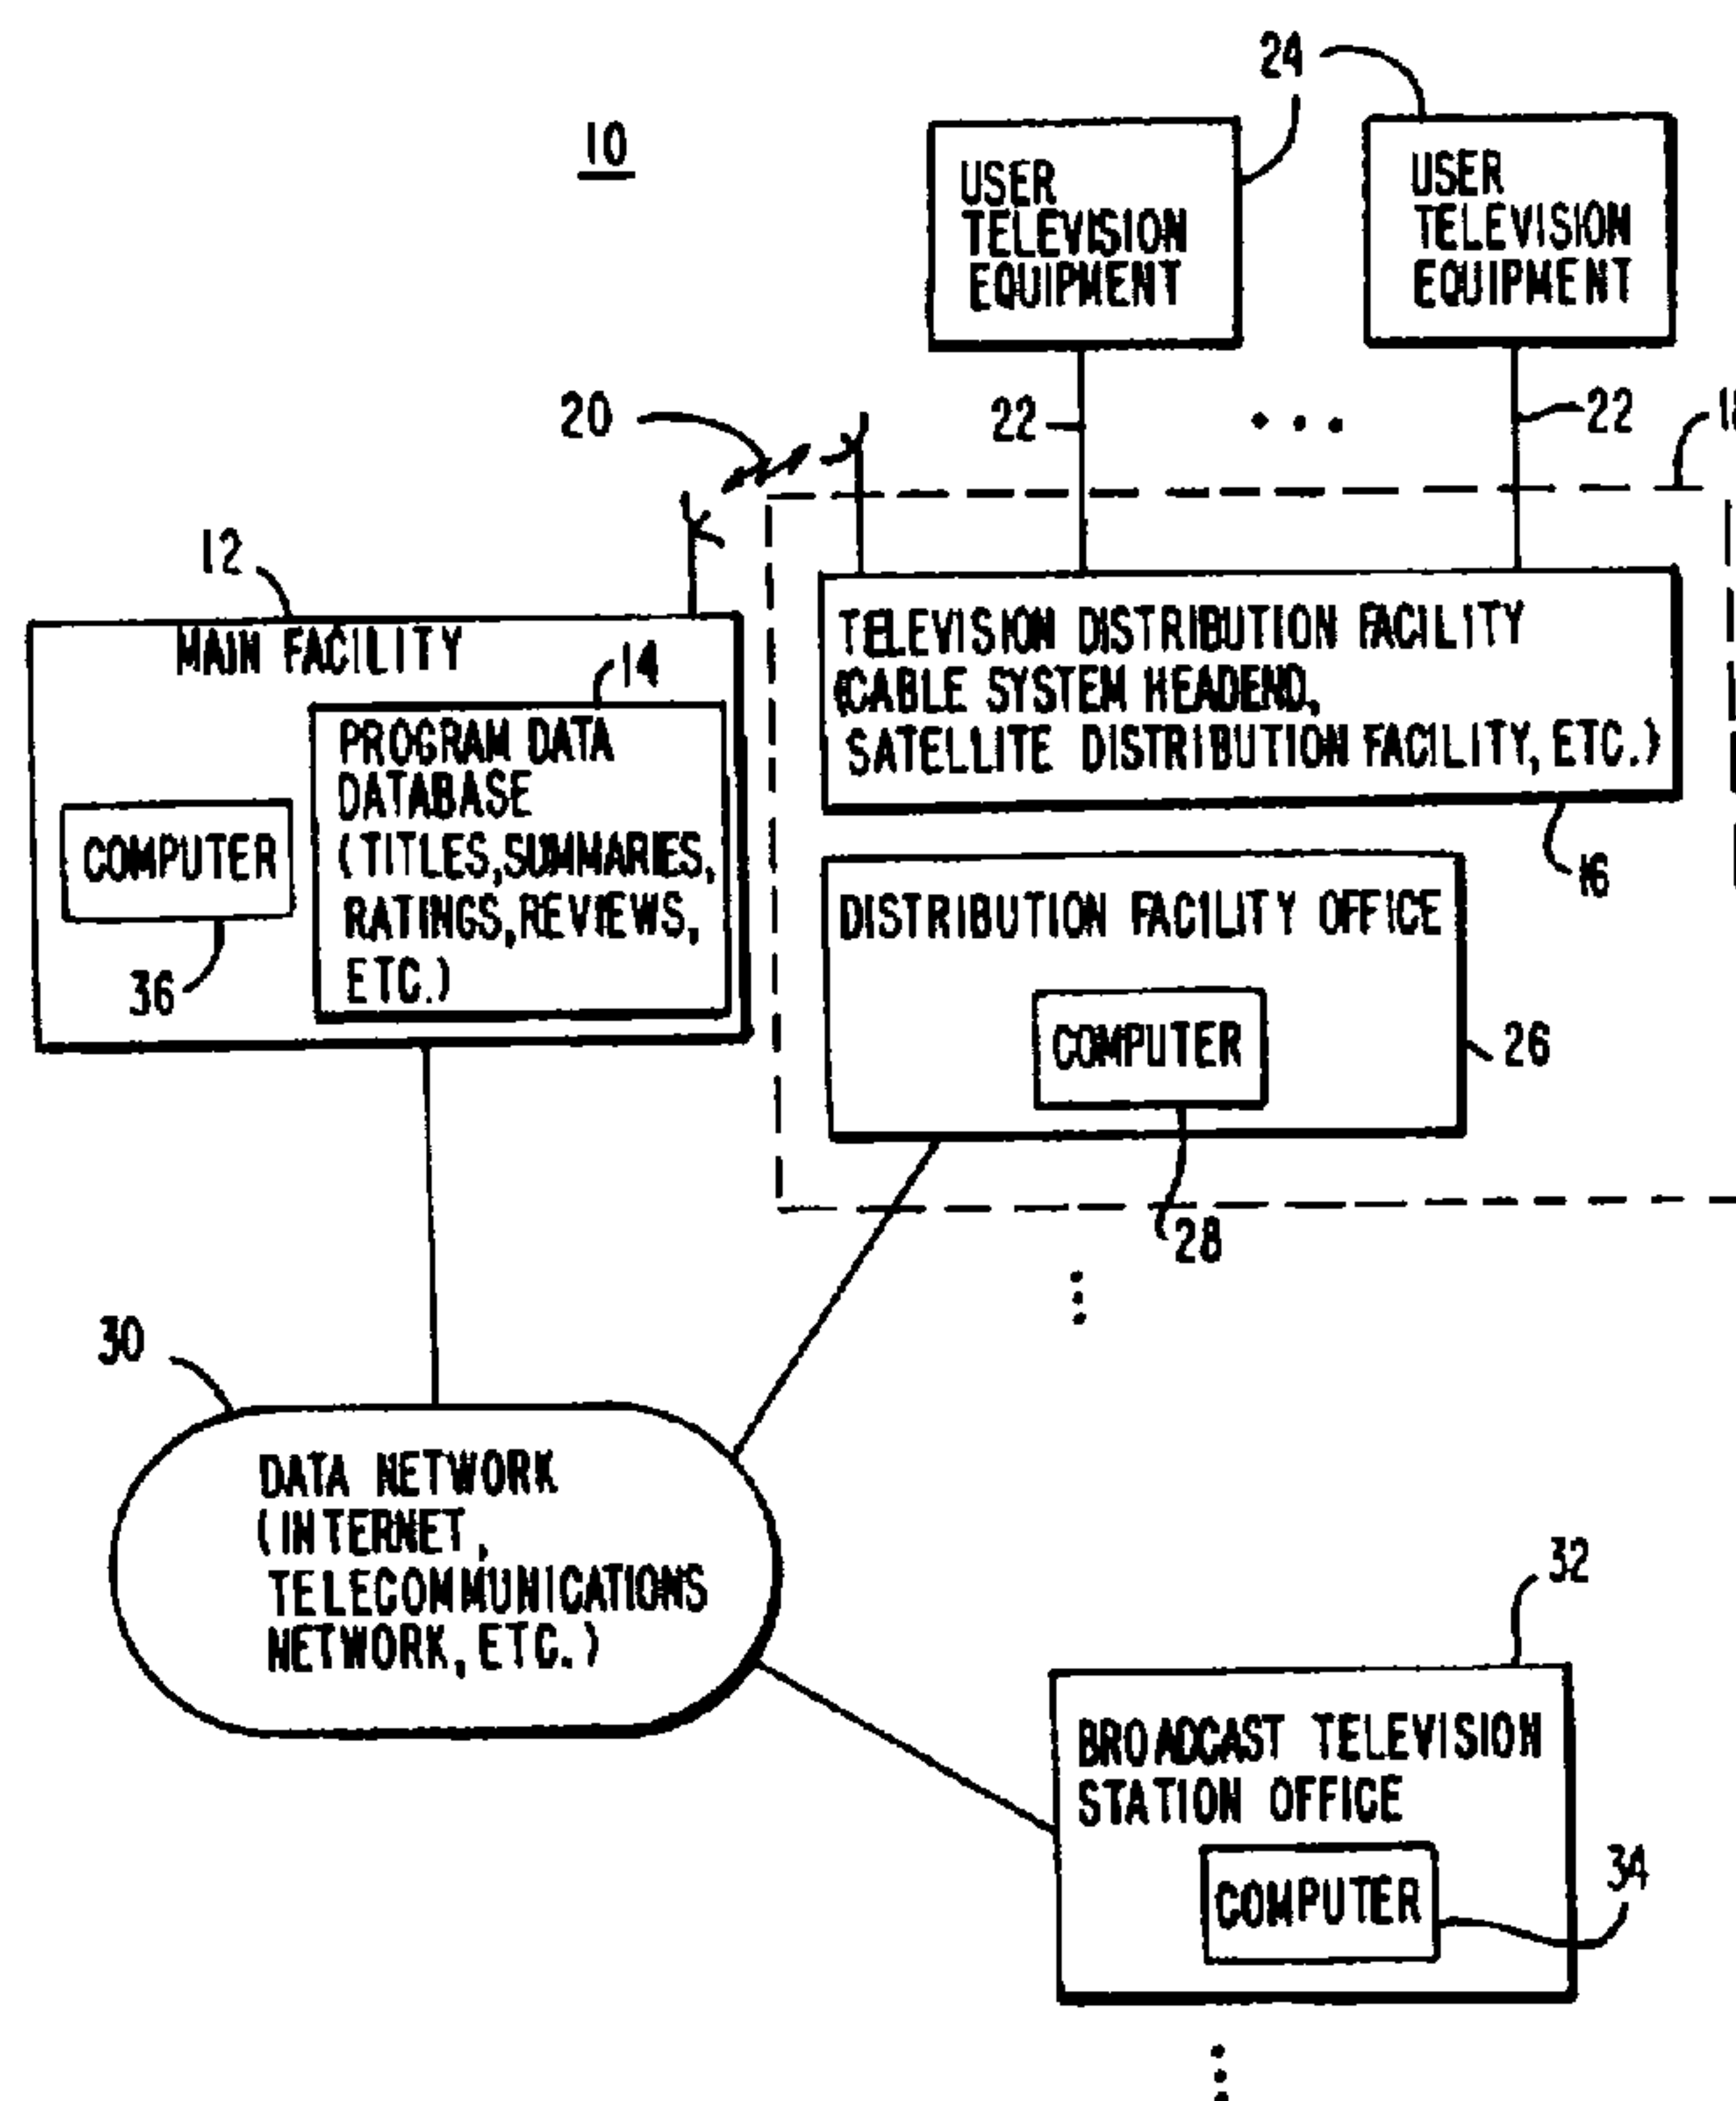 24
10
USER
TELEVISION
EQUIPMENT
USER
TELEVISION
EQUIPMENT
20
22
22
12
MAIN FACILITY
14
PROGRAM DATA
DATABASE
(TITLES, SUMMARIES,
RATINGS, REVIEWS,
ETC.)
COMPUTER
36
TELEVISION DISTRIBUTION FACILITY
(CABLE SYSTEM HEADEND,
SATELLITE DISTRIBUTION FACILITY, ETC.)
16
DISTRIBUTION FACILITY OFFICE
COMPUTER
26
28
30
DATA NETWORK
(INTERNET,
TELECOMMUNICATIONS
NETWORK, ETC.)
32
BROADCAST TELEVISION
STATION OFFICE
COMPUTER
34